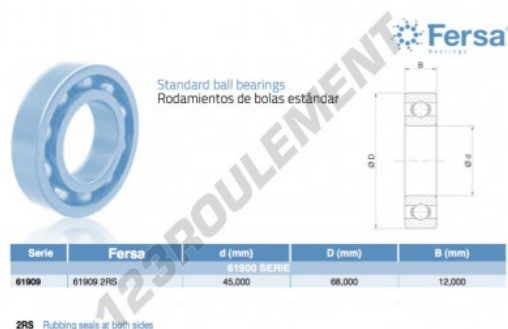 Fersa
Bearings
Standard ball bearings
Rodamientos de bolas estándar
B
Ø D
Ø d
123ROULEMENT
Serie Fersa d (mm) D (mm) B (mm)
61900 SERIE
61909 61909 2RS 45,000 68,000 12,000
2RS Rubbing seals at both sides